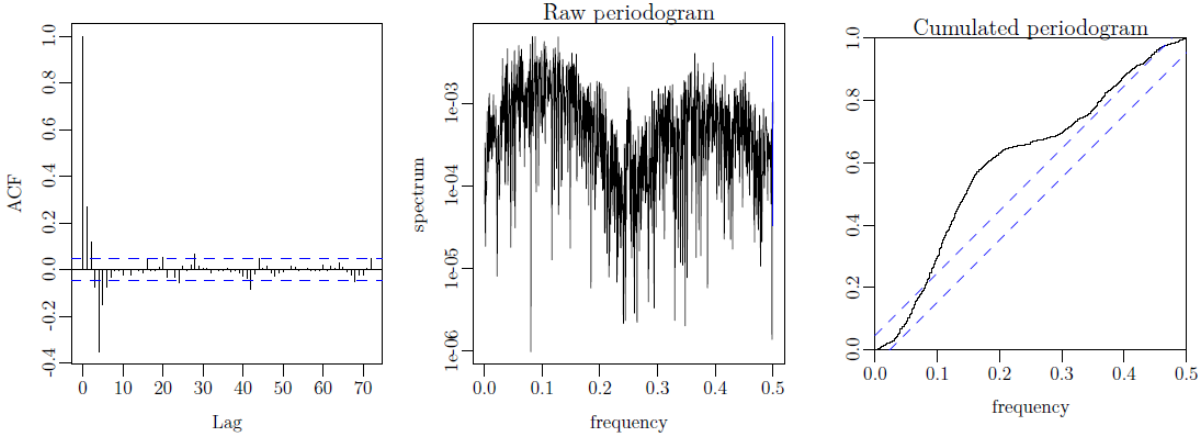 Raw periodogram
Cumulated periodogram
ACF
1.0
0.8
0.6
0.4
0.2
0.0
-0.2
-0.4
0 10 20 30 40 50 60 70
Lag
spectrum
1e-03
1e-04
1e-05
1e-06
0.0 0.1 0.2 0.3 0.4 0.5
frequency
1.0
0.8
0.6
0.4
0.2
0.0
0.0 0.1 0.2 0.3 0.4 0.5
frequency